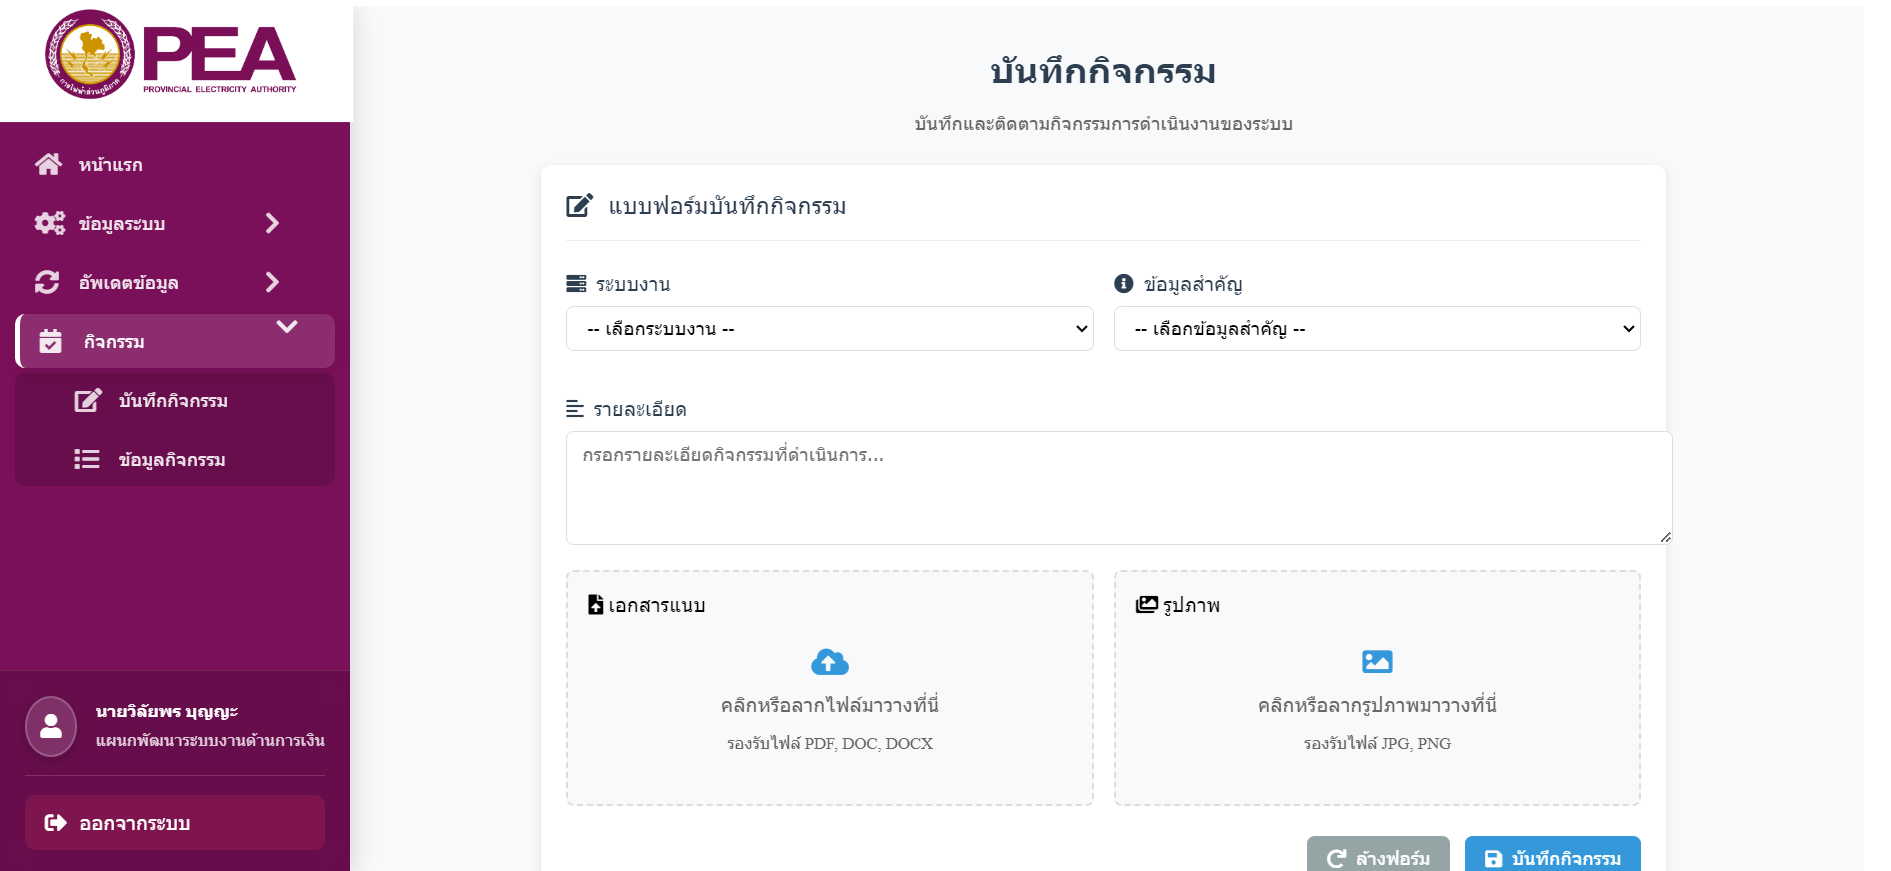 การไฟฟ้าส่วนภูมิภาค
PEA
PROVINCIAL ELECTRICITY AUTHORITY
หน้าแรก
ข้อมูลระบบ
อัพเดตข้อมูล
กิจกรรม
บันทึกกิจกรรม
ข้อมูลกิจกรรม
นายวิลัยพร บุญญะ
แผนกพัฒนาระบบงานด้านการเงิน
ออกจากระบบ
บันทึกกิจกรรม
บันทึกและติดตามกิจกรรมการดำเนินงานของระบบ
แบบฟอร์มบันทึกกิจกรรม
ระบบงาน
-- เลือกระบบงาน --
ข้อมูลสำคัญ
-- เลือกข้อมูลสำคัญ --
รายละเอียด
กรอกรายละเอียดกิจกรรมที่ดำเนินการ...
เอกสารแนบ
คลิกหรือลากไฟล์มาวางที่นี่
รองรับไฟล์ PDF, DOC, DOCX
รูปภาพ
คลิกหรือลากรูปภาพมาวางที่นี่
รองรับไฟล์ JPG, PNG
ล้างฟอร์ม
บันทึกกิจกรรม